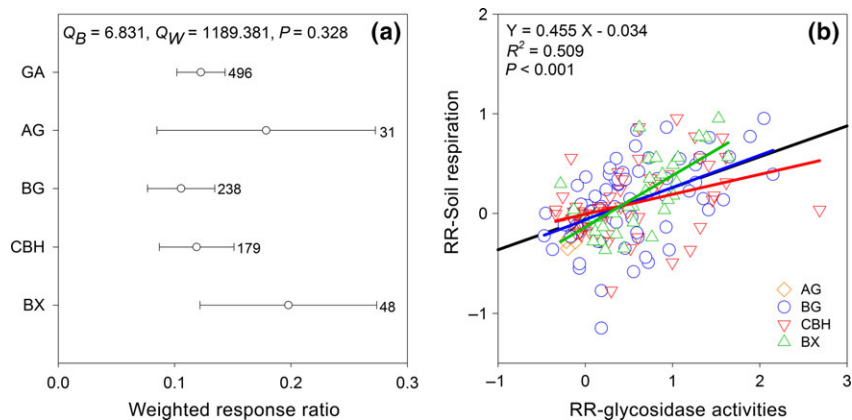 Q_B = 6.831, Q_W = 1189.381, P = 0.328 (a)
GA
496
AG
31
BG
238
CBH
179
BX
48
0.0 0.1 0.2 0.3
Weighted response ratio
(b)
Y = 0.455 X - 0.034
R² = 0.509
P < 0.001
2
1
0
−1
RR-Soil respiration
AG
BG
CBH
BX
−1 0 1 2 3
RR-glycosidase activities